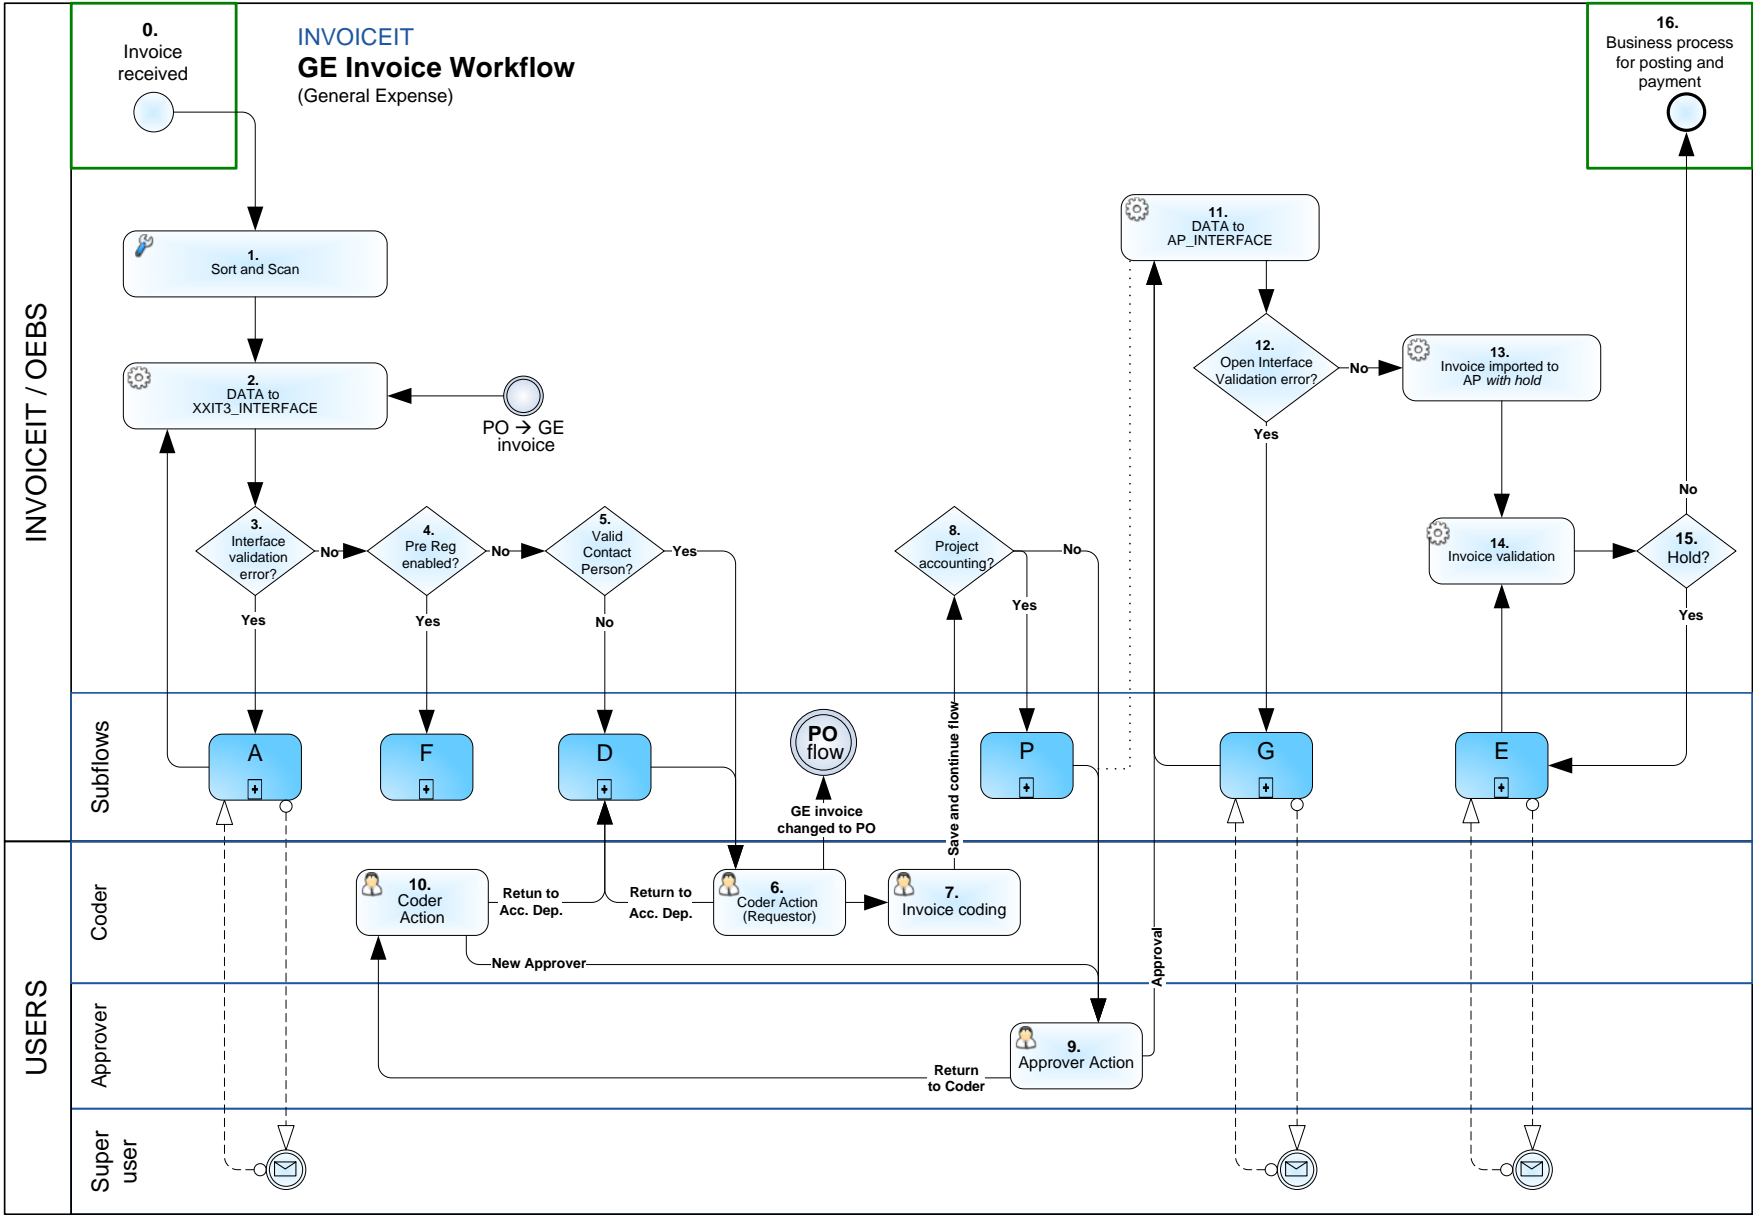 0.
Invoice
received
INVOICEIT
GE Invoice Workflow
(General Expense)
16.
Business process
for posting and
payment
INVOICEIT / OEBS
1.
Sort and Scan
2.
DATA to
XXIT3_INTERFACE
PO → GE
invoice
11.
DATA to
AP_INTERFACE
12.
Open Interface
Validation error?
No
Yes
13.
Invoice imported to
AP with hold
3.
Interface
validation
error?
No
Yes
4.
Pre Reg
enabled?
No
Yes
5.
Valid
Contact
Person?
Yes
No
8.
Project
accounting?
No
Yes
14.
Invoice validation
15.
Hold?
No
Yes
Subflows
A
F
D
PO
flow
P
G
E
GE invoice
changed to PO
Save and continue flow
USERS
Coder
10.
Coder
Action
Retun to
Acc. Dep.
Return to
Acc. Dep.
6.
Coder Action
(Requestor)
7.
Invoice coding
New Approver
Approval
Approver
9.
Approver Action
Return
to Coder
Super
user